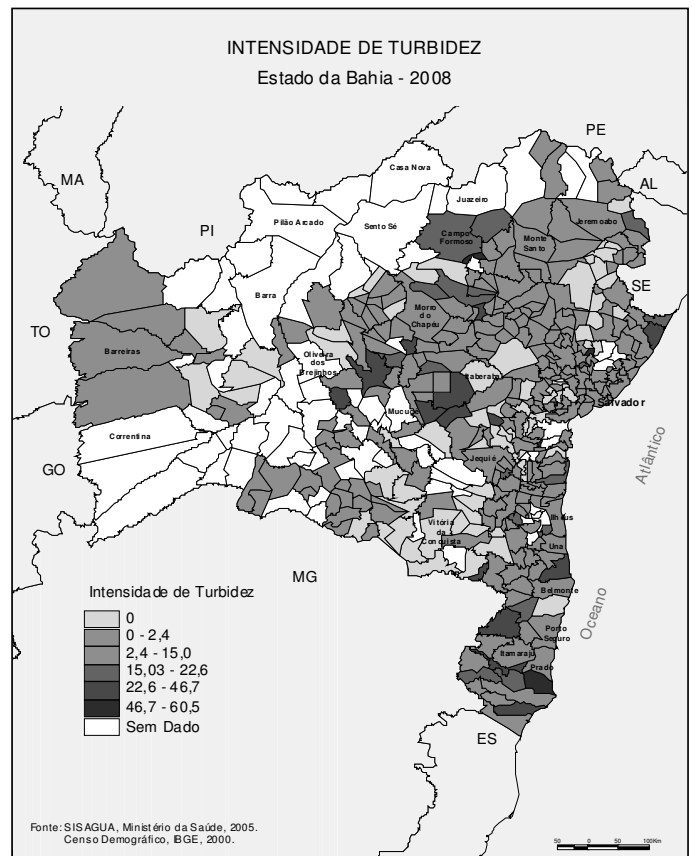 INTENSIDADE DE TURBIDEZ
Estado da Bahia - 2008
PE
MA
AL
Casa Nova
Juazeiro
PI
Pilão Arcado
Sento Sé
Campo
Formoso
Monte
Santo
Jeremoabo
SE
Barra
Morro
do
Chapéu
TO
Barreiras
Oliveira
dos
Brejinhos
Itaberaba
Salvador
Mucugê
Correntina
GO
Jequié
Atlântico
Vitória
da
Conquista
Ilhéus
Una
MG
Belmonte
Oceano
Porto
Seguro
Itamaraju
Prado
ES
Intensidade de Turbidez
0
0 - 2,4
2,4 - 15,0
15,03 - 22,6
22,6 - 46,7
46,7 - 60,5
Sem Dado
Fonte: SISAGUA, Ministério da Saúde, 2005.
Censo Demográfico, IBGE, 2000.
50 0 50 100Km